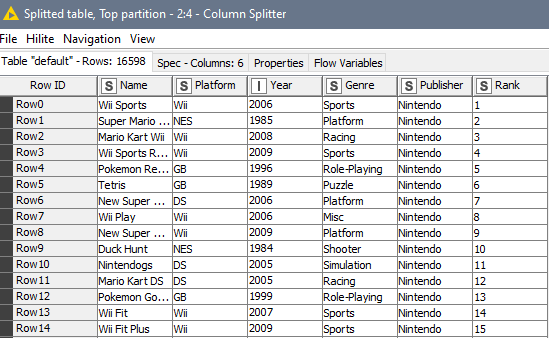 Splitted table, Top partition - 2:4 - Column Splitter
File Hilite Navigation View
Table "default" - Rows: 16598 Spec - Columns: 6 Properties Flow Variables
Row ID S Name S Platform I Year S Genre S Publisher S Rank
Row0 Wii Sports Wii 2006 Sports Nintendo 1
Row1 Super Mario ... NES 1985 Platform Nintendo 2
Row2 Mario Kart Wii Wii 2008 Racing Nintendo 3
Row3 Wii Sports R... Wii 2009 Sports Nintendo 4
Row4 Pokemon Re... GB 1996 Role-Playing Nintendo 5
Row5 Tetris GB 1989 Puzzle Nintendo 6
Row6 New Super ... DS 2006 Platform Nintendo 7
Row7 Wii Play Wii 2006 Misc Nintendo 8
Row8 New Super ... Wii 2009 Platform Nintendo 9
Row9 Duck Hunt NES 1984 Shooter Nintendo 10
Row10 Nintendogs DS 2005 Simulation Nintendo 11
Row11 Mario Kart DS DS 2005 Racing Nintendo 12
Row12 Pokemon Go... GB 1999 Role-Playing Nintendo 13
Row13 Wii Fit Wii 2007 Sports Nintendo 14
Row14 Wii Fit Plus Wii 2009 Sports Nintendo 15